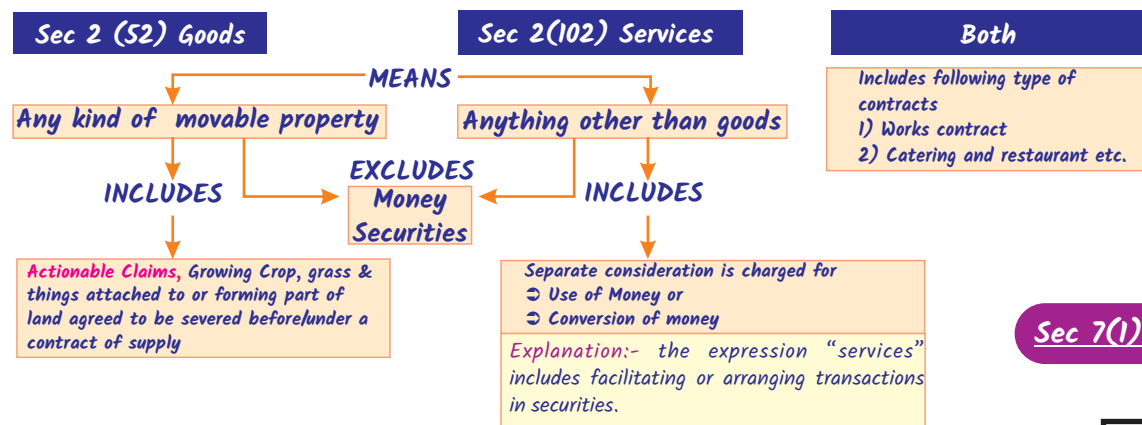 Sec 2 (52) Goods
Sec 2(102) Services
Both
MEANS
Any kind of movable property
Anything other than goods
Includes following type of
contracts
1) Works contract
2) Catering and restaurant etc.
INCLUDES
EXCLUDES
Money
Securities
INCLUDES
Actionable Claims, Growing Crop, grass &
things attached to or forming part of
land agreed to be severed before/under a
contract of supply
Separate consideration is charged for
➲ Use of Money or
➲ Conversion of money
Explanation:- the expression “services”
includes facilitating or arranging transactions
in securities.
Sec 7(1)